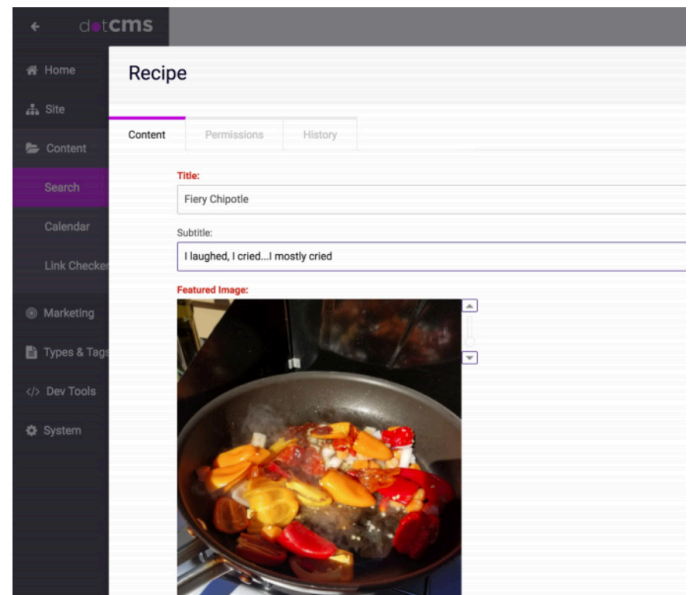 dotCMS
Home
Site
Content
Search
Calendar
Link Checker
Marketing
Types & Tags
Dev Tools
System
Recipe
Content Permissions History
Title:
Fiery Chipotle
Subtitle:
I laughed, I cried...I mostly cried
Featured Image: